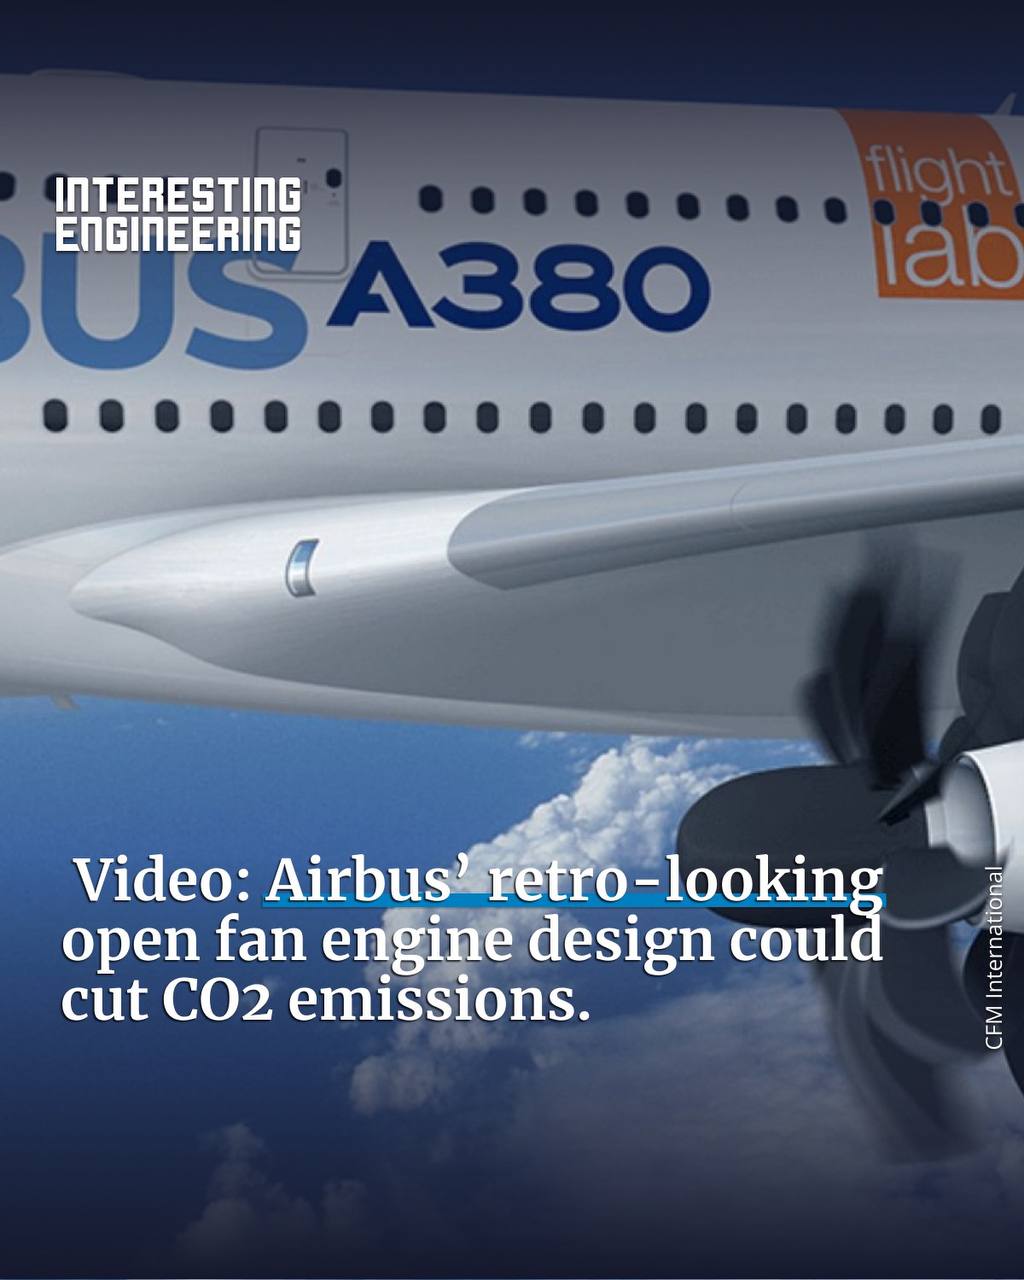 INTERESTING
ENGINEERING
BUS A380
flight
lab
Video: Airbus’ retro-looking
open fan engine design could
cut CO2 emissions.
CFM International